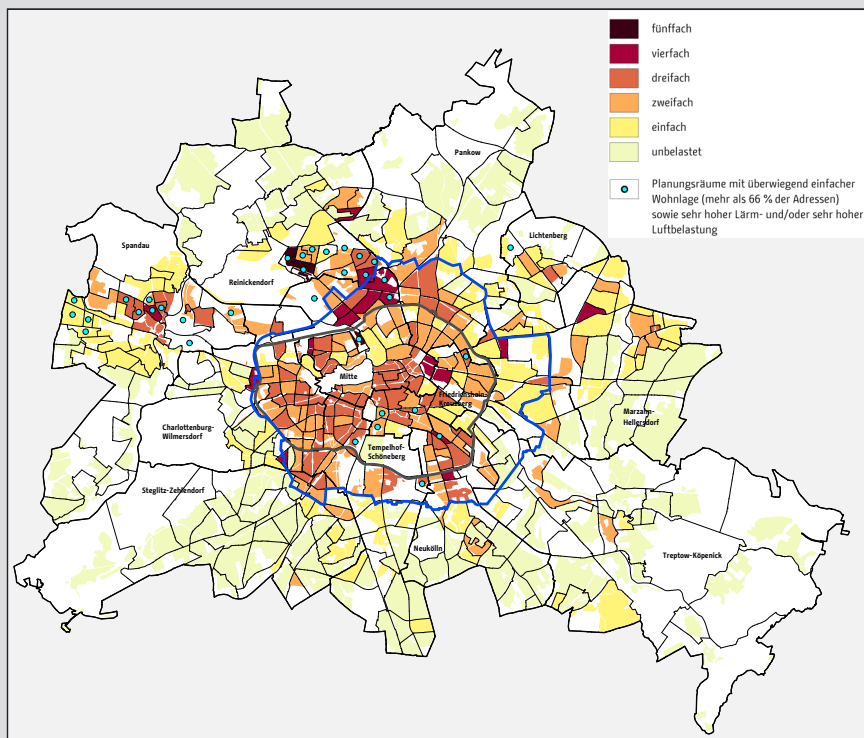 fünffach
vierfach
dreifach
zweifach
einfach
unbelastet
Planungsräume mit überwiegend einfacher
Wohnlage (mehr als 66 % der Adressen)
sowie sehr hoher Lärm- und/oder sehr hoher
Luftbelastung
Pankow
Lichtenberg
Spandau
Reinickendorf
Mitte
Friedrichshain-
Kreuzberg
Marzahn-
Hellersdorf
Charlottenburg-
Wilmersdorf
Tempelhof-
Schöneberg
Steglitz-Zehlendorf
Neukölln
Treptow-Köpenick